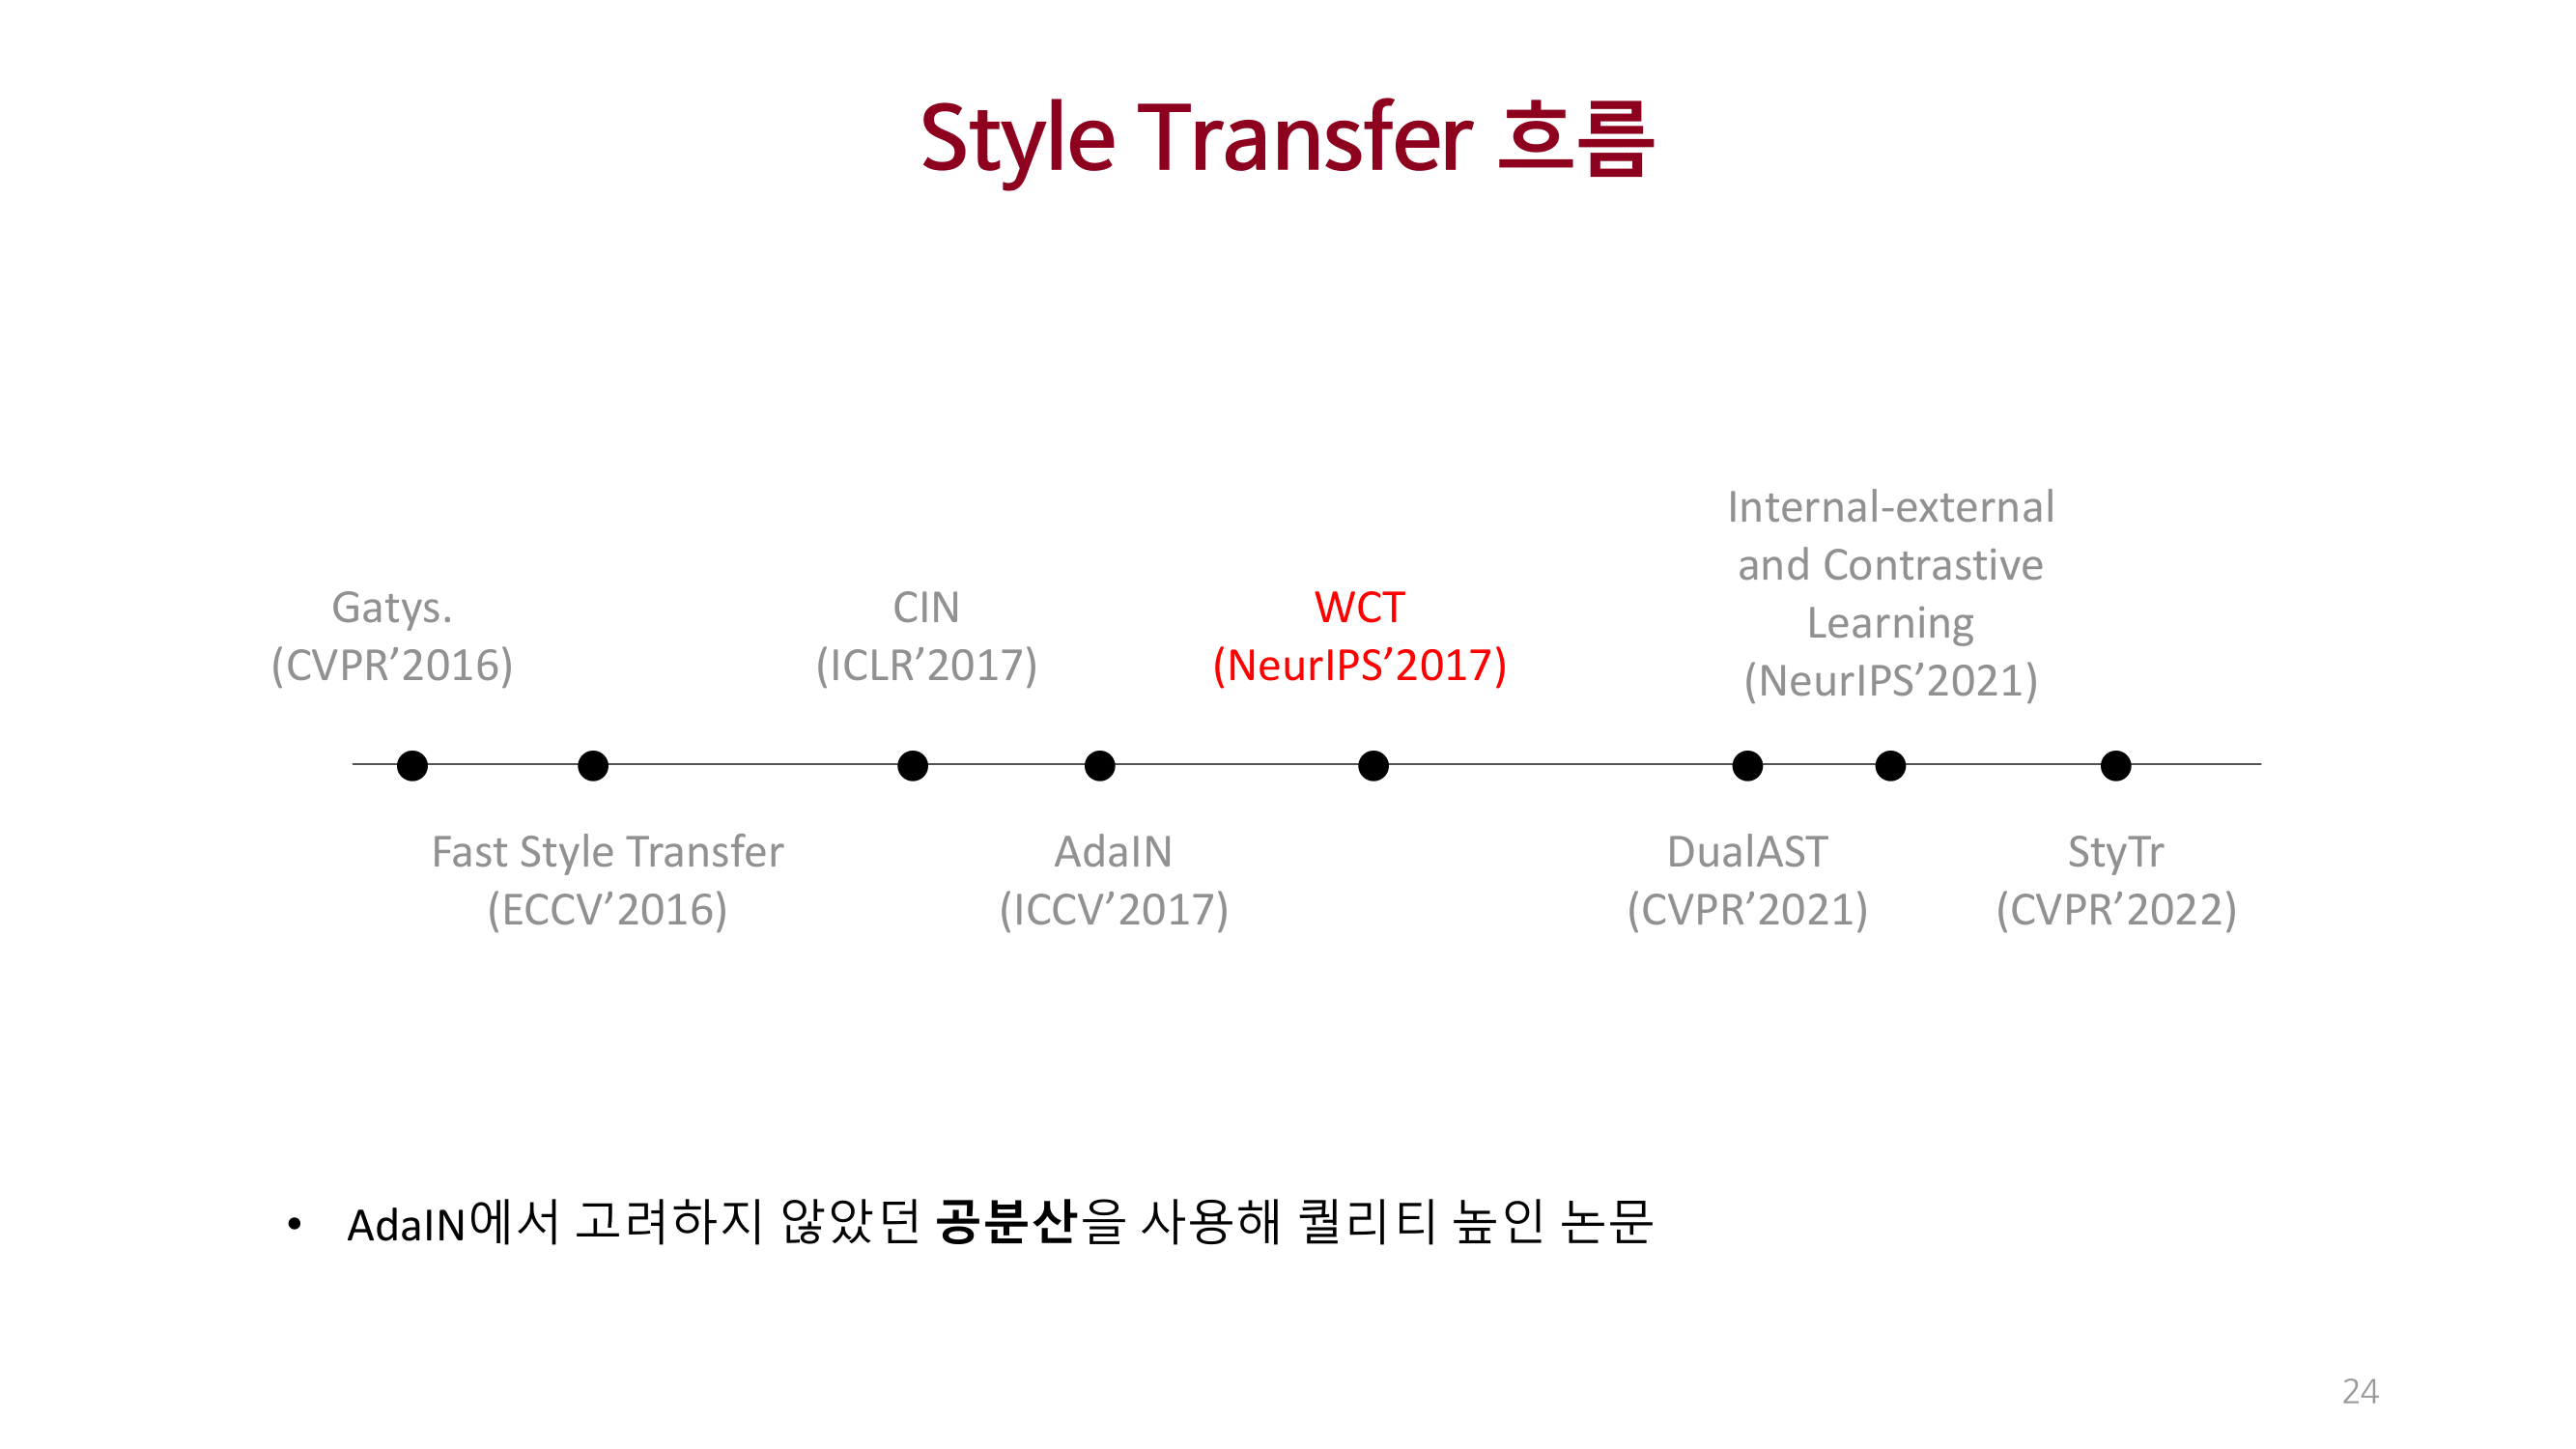 Style Transfer 흐름
Gatys.
(CVPR’2016)
Fast Style Transfer
(ECCV’2016)
CIN
(ICLR’2017)
AdaIN
(ICCV’2017)
WCT
(NeurIPS’2017)
DualAST
(CVPR’2021)
Internal-external
and Contrastive
Learning
(NeurIPS’2021)
StyTr
(CVPR’2022)
• AdaIN에서 고려하지 않았던 공분산을 사용해 퀄리티 높인 논문
24